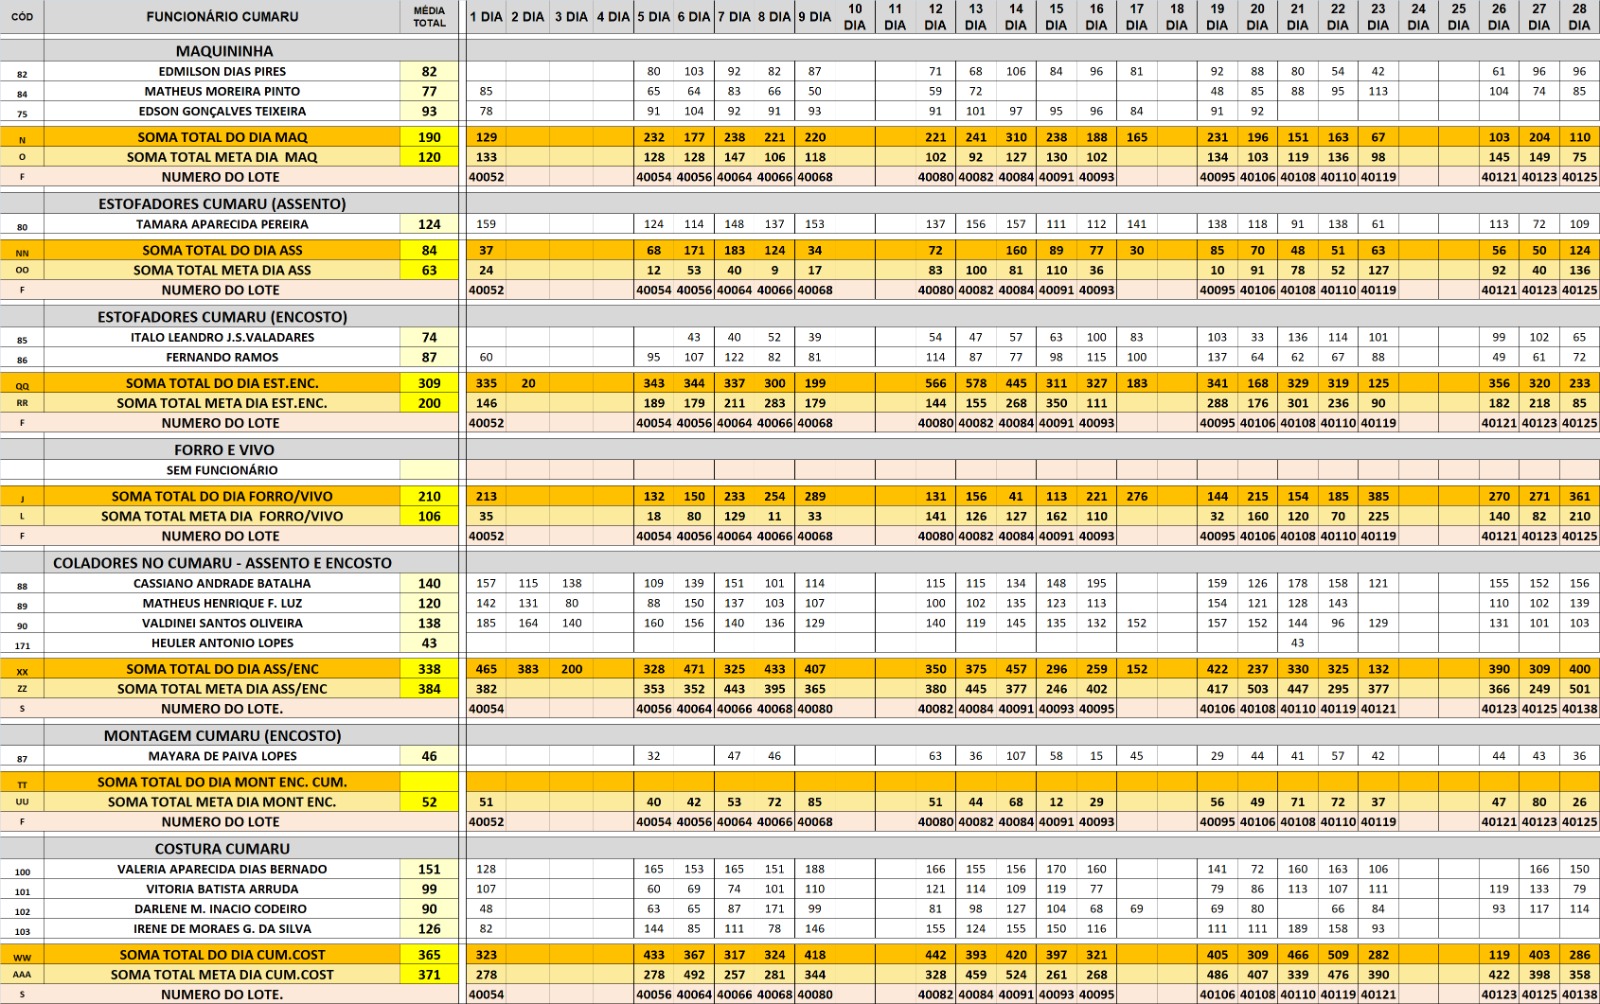 CÓD FUNCIONÁRIO CUMARU MÉDIA TOTAL 1 DIA 2 DIA 3 DIA 4 DIA 5 DIA 6 DIA 7 DIA 8 DIA 9 DIA 10 DIA 11 DIA 12 DIA 13 DIA 14 DIA 15 DIA 16 DIA 17 DIA 18 DIA 19 DIA 20 DIA 21 DIA 22 DIA 23 DIA 24 DIA 25 DIA 26 DIA 27 DIA 28 DIA
MAQUININHA
82 EDMILSON DIAS PIRES 82 80 103 92 82 87 71 68 106 84 96 81 92 88 80 54 42 61 96 96
84 MATHEUS MOREIRA PINTO 77 85 65 64 83 66 50 59 72 48 85 88 95 113 104 74 85
75 EDSON GONÇALVES TEIXEIRA 93 78 91 104 92 91 93 91 101 97 95 96 84 91 92
N SOMA TOTAL DO DIA MAQ 190 129 232 177 238 221 220 221 241 310 238 188 165 231 196 151 163 67 103 204 110
O SOMA TOTAL META DIA MAQ 120 133 128 128 147 106 118 102 92 127 130 102 134 103 119 136 98 145 149 75
F NUMERO DO LOTE 40052 40054 40056 40064 40066 40068 40080 40082 40084 40091 40093 40095 40106 40108 40110 40119 40121 40123 40125
ESTOFADORES CUMARU (ASSENTO)
80 TAMARA APARECIDA PEREIRA 124 159 124 114 148 137 153 137 156 157 111 112 141 138 118 91 138 61 113 72 109
NN SOMA TOTAL DO DIA ASS 84 37 68 171 183 124 34 72 160 89 77 30 85 70 48 51 63 56 50 124
OO SOMA TOTAL META DIA ASS 63 24 12 53 40 9 17 83 100 81 110 36 10 91 78 52 127 92 40 136
F NUMERO DO LOTE 40052 40054 40056 40064 40066 40068 40080 40082 40084 40091 40093 40095 40106 40108 40110 40119 40121 40123 40125
ESTOFADORES CUMARU (ENCOSTO)
85 ITALO LEANDRO J.S.VALADARES 74 43 40 52 39 54 47 57 63 100 83 103 33 136 114 101 99 102 65
86 FERNANDO RAMOS 87 60 95 107 122 82 81 114 87 77 98 115 100 137 64 62 67 88 49 61 72
QQ SOMA TOTAL DO DIA EST.ENC. 309 335 20 343 344 337 300 199 566 578 445 311 327 183 341 168 329 319 125 356 320 233
RR SOMA TOTAL META DIA EST.ENC. 200 146 189 179 211 283 179 144 155 268 350 111 288 176 301 236 90 182 218 85
F NUMERO DO LOTE 40052 40054 40056 40064 40066 40068 40080 40082 40084 40091 40093 40095 40106 40108 40110 40119 40121 40123 40125
FORRO E VIVO
SEM FUNCIONÁRIO
J SOMA TOTAL DO DIA FORRO/VIVO 210 213 132 150 233 254 289 131 156 41 113 221 276 144 215 154 185 385 270 271 361
L SOMA TOTAL META DIA FORRO/VIVO 106 35 18 80 129 11 33 141 126 127 162 110 32 160 120 70 225 140 82 210
F NUMERO DO LOTE 40052 40054 40056 40064 40066 40068 40080 40082 40084 40091 40093 40095 40106 40108 40110 40119 40121 40123 40125
COLADORES NO CUMARU - ASSENTO E ENCOSTO
88 CASSIANO ANDRADE BATALHA 140 157 115 138 109 139 151 101 114 115 115 134 148 195 159 126 178 158 121 155 152 156
89 MATHEUS HENRIQUE F. LUZ 120 142 131 80 88 150 137 103 107 100 102 135 123 113 154 121 128 143 110 102 139
90 VALDINEI SANTOS OLIVEIRA 138 185 164 140 160 156 140 136 129 140 119 145 135 132 152 157 152 144 96 129 131 101 103
171 HEULER ANTONIO LOPES 43 43
XX SOMA TOTAL DO DIA ASS/ENC 338 465 383 200 328 471 325 433 407 350 375 457 296 259 152 422 237 330 325 132 390 309 400
ZZ SOMA TOTAL META DIA ASS/ENC 384 382 353 352 443 395 365 380 445 377 246 402 417 503 447 295 377 366 249 501
S NUMERO DO LOTE. 40054 40056 40064 40066 40068 40080 40082 40084 40091 40093 40095 40106 40108 40110 40119 40121 40123 40125 40138
MONTAGEM CUMARU (ENCOSTO)
87 MAYARA DE PAIVA LOPES 46 32 47 46 63 36 107 58 15 45 29 44 41 57 42 44 43 36
TT SOMA TOTAL DO DIA MONT ENC. CUM.
UU SOMA TOTAL META DIA MONT ENC. 52 51 40 42 53 72 85 51 44 68 12 29 56 49 71 72 37 47 80 26
F NUMERO DO LOTE 40052 40054 40056 40064 40066 40068 40080 40082 40084 40091 40093 40095 40106 40108 40110 40119 40121 40123 40125
COSTURA CUMARU
100 VALERIA APARECIDA DIAS BERNADO 151 128 165 153 165 151 188 166 155 156 170 160 141 72 160 163 106 166 150
101 VITORIA BATISTA ARRUDA 99 107 60 69 74 101 110 121 114 109 119 77 79 86 113 107 111 119 133 79
102 DARLENE M. INACIO CODEIRO 90 48 63 65 87 171 99 81 98 127 104 68 69 69 80 66 84 93 117 114
103 IRENE DE MORAES G. DA SILVA 126 82 144 85 111 78 146 155 124 155 150 116 111 111 189 158 93
WW SOMA TOTAL DO DIA CUM.COST 365 323 433 367 317 324 418 442 393 420 397 321 405 309 466 509 282 119 403 286
AAA SOMA TOTAL META DIA CUM.COST 371 278 278 492 257 281 344 328 459 524 261 268 486 407 339 476 390 422 398 358
S NUMERO DO LOTE. 40054 40056 40064 40066 40068 40080 40082 40084 40091 40093 40095 40106 40108 40110 40119 40121 40123 40125 40138